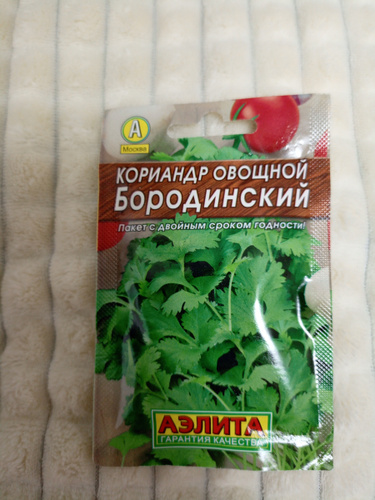 А
Москва
КОРИАНДР ОВОЩНОЙ
Бородинский
Пакет с двойным сроком годности!
АЭЛИТА
ГАРАНТИЯ КАЧЕСТВА